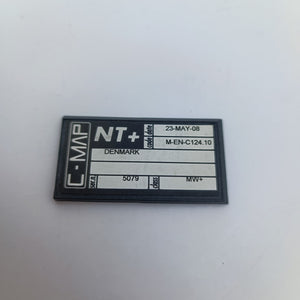 C-MAP
NT+
23-MAY-08
M-EN-C124.10
DENMARK
5079
MW+